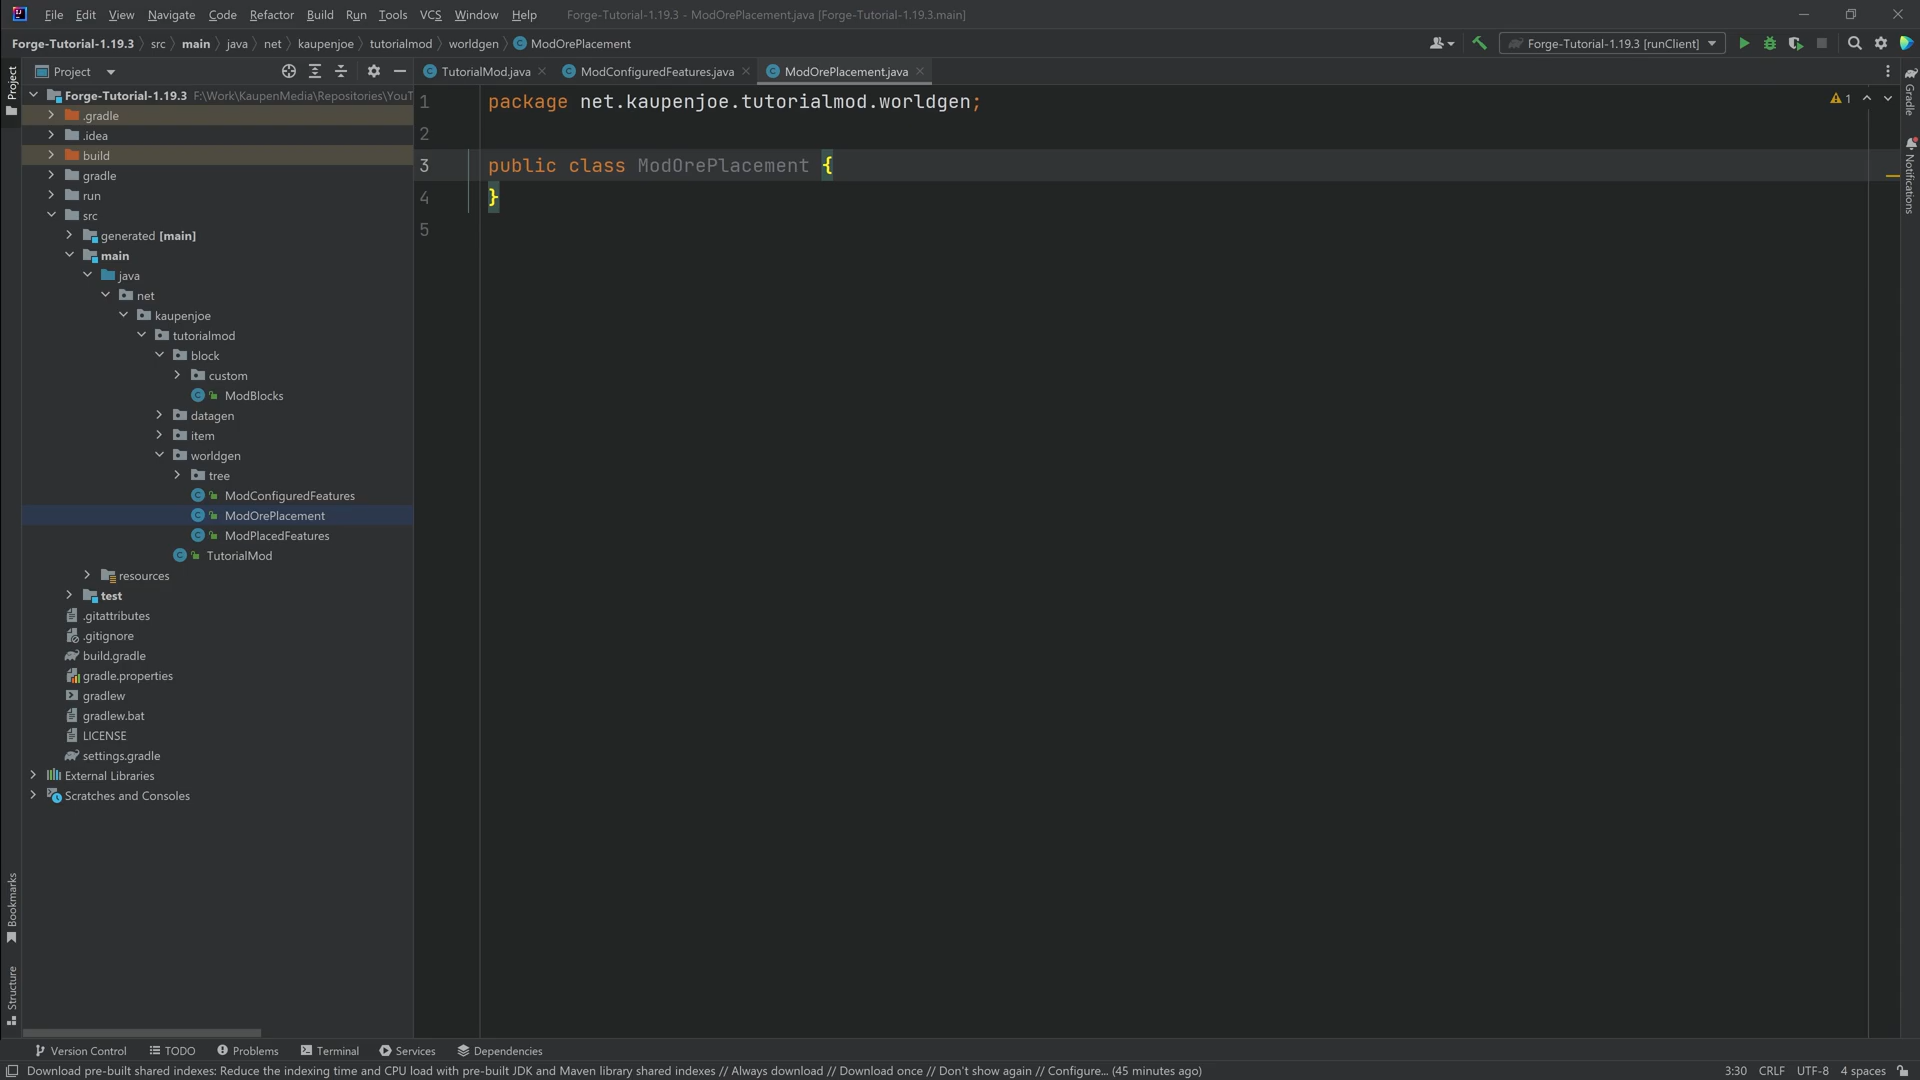 File Edit View Navigate Code Refactor Build Run Tools VCS Window Help Forge-Tutorial-1.19.3 - ModOrePlacement.java [Forge-Tutorial-1.19.3.main]
Forge-Tutorial-1.19.3 src main java net kaupenjoe tutorialmod worldgen ModOrePlacement
Forge-Tutorial-1.19.3 [runClient]
Project
Project
TutorialMod.java
ModConfiguredFeatures.java
ModOrePlacement.java
Forge-Tutorial-1.19.3 F:\Work\KaupenMedia\Repositories\YouT
.gradle
.idea
build
gradle
run
src
generated [main]
main
java
net
kaupenjoe
tutorialmod
block
custom
ModBlocks
datagen
item
worldgen
tree
ModConfiguredFeatures
ModOrePlacement
ModPlacedFeatures
TutorialMod
resources
test
.gitattributes
.gitignore
build.gradle
gradle.properties
gradlew
gradlew.bat
LICENSE
settings.gradle
External Libraries
Scratches and Consoles
1 package net.kaupenjoe.tutorialmod.worldgen;
2
3 public class ModOrePlacement {
4 }
5
1
Gradle
Notifications
Bookmarks
Structure
Version Control TODO Problems Terminal Services Dependencies
Download pre-built shared indexes: Reduce the indexing time and CPU load with pre-built JDK and Maven library shared indexes // Always download // Download once // Don't show again // Configure... (45 minutes ago)
3:30 CRLF UTF-8 4 spaces